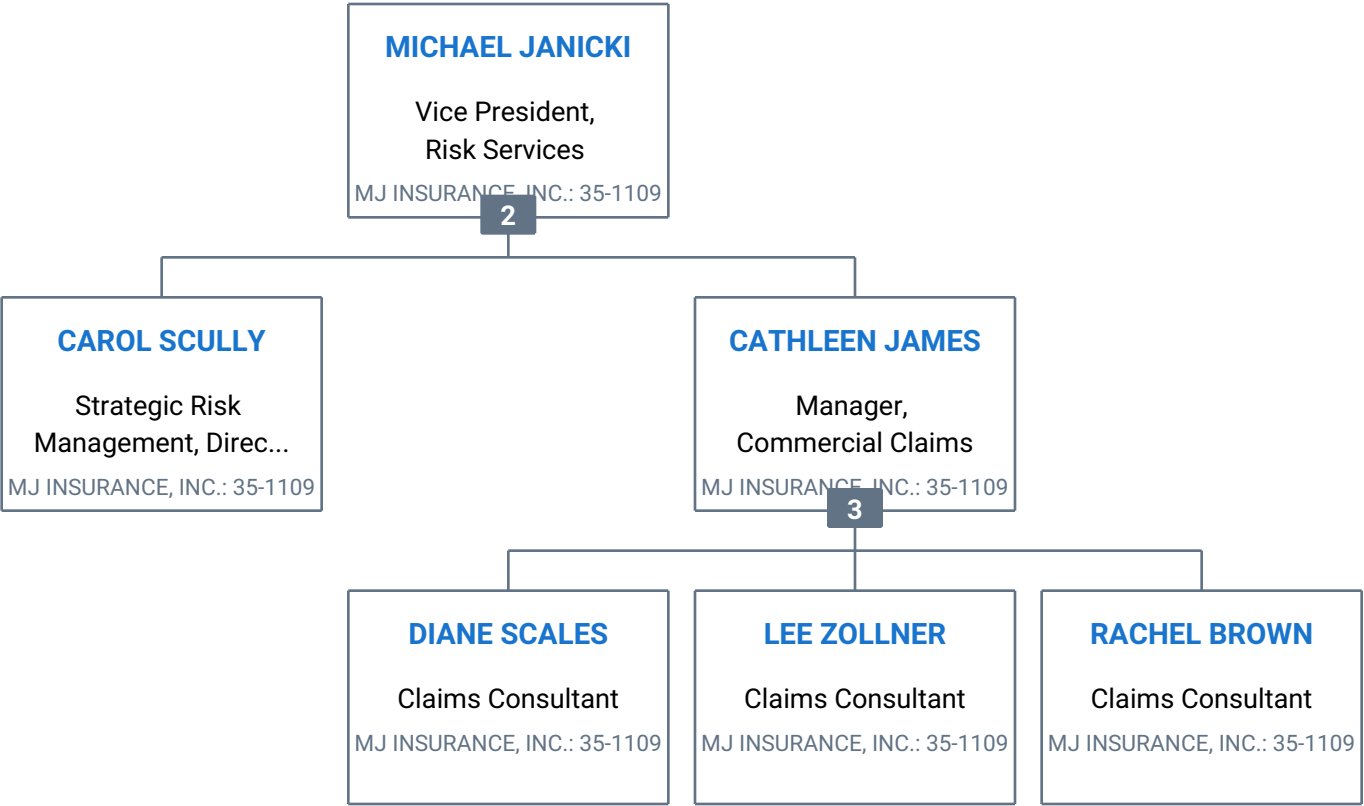 MICHAEL JANICKI
Vice President,
Risk Services
MJ INSURANCE, INC.: 35-1109
2
CAROL SCULLY
Strategic Risk
Management, Direc...
MJ INSURANCE, INC.: 35-1109
CATHLEEN JAMES
Manager,
Commercial Claims
MJ INSURANCE, INC.: 35-1109
3
DIANE SCALES
Claims Consultant
MJ INSURANCE, INC.: 35-1109
LEE ZOLLNER
Claims Consultant
MJ INSURANCE, INC.: 35-1109
RACHEL BROWN
Claims Consultant
MJ INSURANCE, INC.: 35-1109